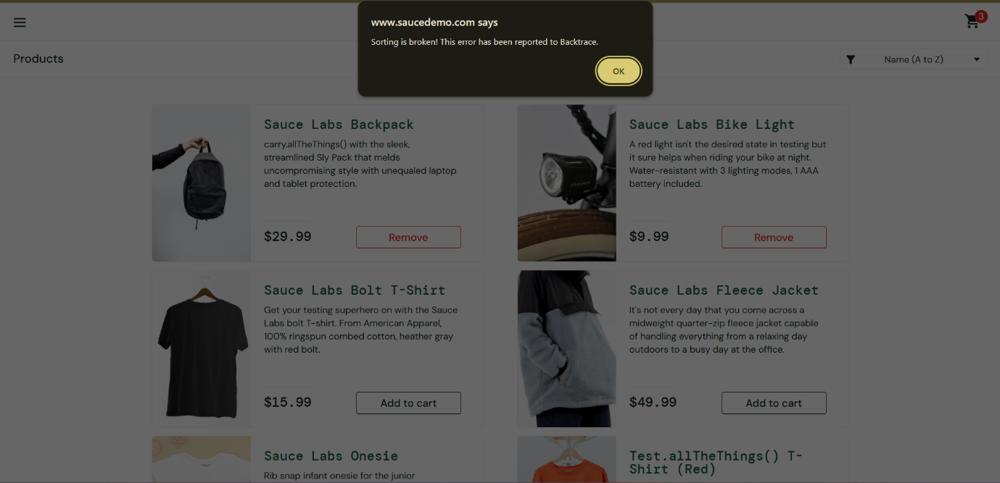 www.saucedemo.com says
Sorting is broken! This error has been reported to Backtrace.
OK
3
Products
Name (A to Z)
Sauce Labs Backpack
carry.allTheThings() with the sleek,
streamlined Sly Pack that melds
uncompromising style with unequaled laptop
and tablet protection.
$29.99
Remove
Sauce Labs Bike Light
A red light isn't the desired state in testing but
it sure helps when riding your bike at night.
Water-resistant with 3 lighting modes, 1 AAA
battery included.
$9.99
Remove
Sauce Labs Bolt T-Shirt
Get your testing superhero on with the Sauce
Labs bolt T-shirt. From American Apparel,
100% ringspun combed cotton, heather gray
with red bolt.
$15.99
Add to cart
Sauce Labs Fleece Jacket
It's not every day that you come across a
midweight quarter-zip fleece jacket capable
of handling everything from a relaxing day
outdoors to a busy day at the office.
$49.99
Add to cart
Sauce Labs Onesie
Rib snap infant onesie for the junior
Test.allTheThings() T-
Shirt (Red)